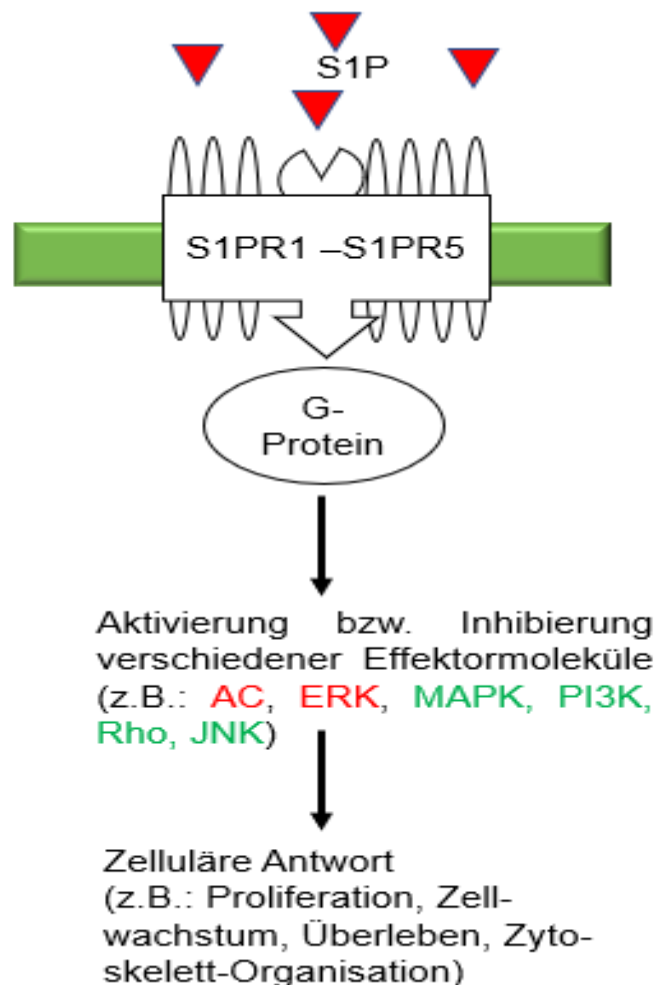 S1P
S1PR1 –S1PR5
G-
Protein
Aktivierung bzw. Inhibierung
verschiedener Effektormoleküle
(z.B.: AC, ERK, MAPK, PI3K,
Rho, JNK)
Zelluläre Antwort
(z.B.: Proliferation, Zell-
wachstum, Überleben, Zyto-
skelett-Organisation)